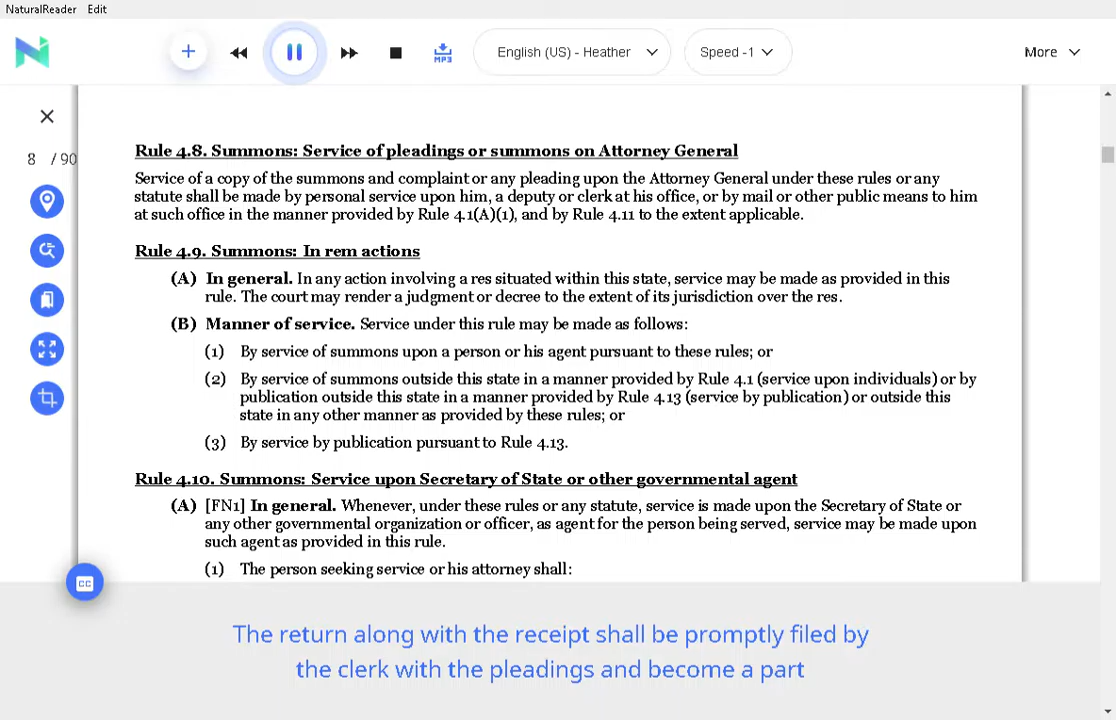 NaturalReader Edit
MP3
English (US) - Heather
Speed -1
More
8 / 90
Rule 4.8. Summons: Service of pleadings or summons on Attorney General
Service of a copy of the summons and complaint or any pleading upon the Attorney General under these rules or any
statute shall be made by personal service upon him, a deputy or clerk at his office, or by mail or other public means to him
at such office in the manner provided by Rule 4.1(A)(1), and by Rule 4.11 to the extent applicable.
Rule 4.9. Summons: In rem actions
(A) In general. In any action involving a res situated within this state, service may be made as provided in this
rule. The court may render a judgment or decree to the extent of its jurisdiction over the res.
(B) Manner of service. Service under this rule may be made as follows:
(1) By service of summons upon a person or his agent pursuant to these rules; or
(2) By service of summons outside this state in a manner provided by Rule 4.1 (service upon individuals) or by
publication outside this state in a manner provided by Rule 4.13 (service by publication) or outside this
state in any other manner as provided by these rules; or
(3) By service by publication pursuant to Rule 4.13.
Rule 4.10. Summons: Service upon Secretary of State or other governmental agent
(A) [FN1] In general. Whenever, under these rules or any statute, service is made upon the Secretary of State or
any other governmental organization or officer, as agent for the person being served, service may be made upon
such agent as provided in this rule.
(1) The person seeking service or his attorney shall:
CC
The return along with the receipt shall be promptly filed by
the clerk with the pleadings and become a part